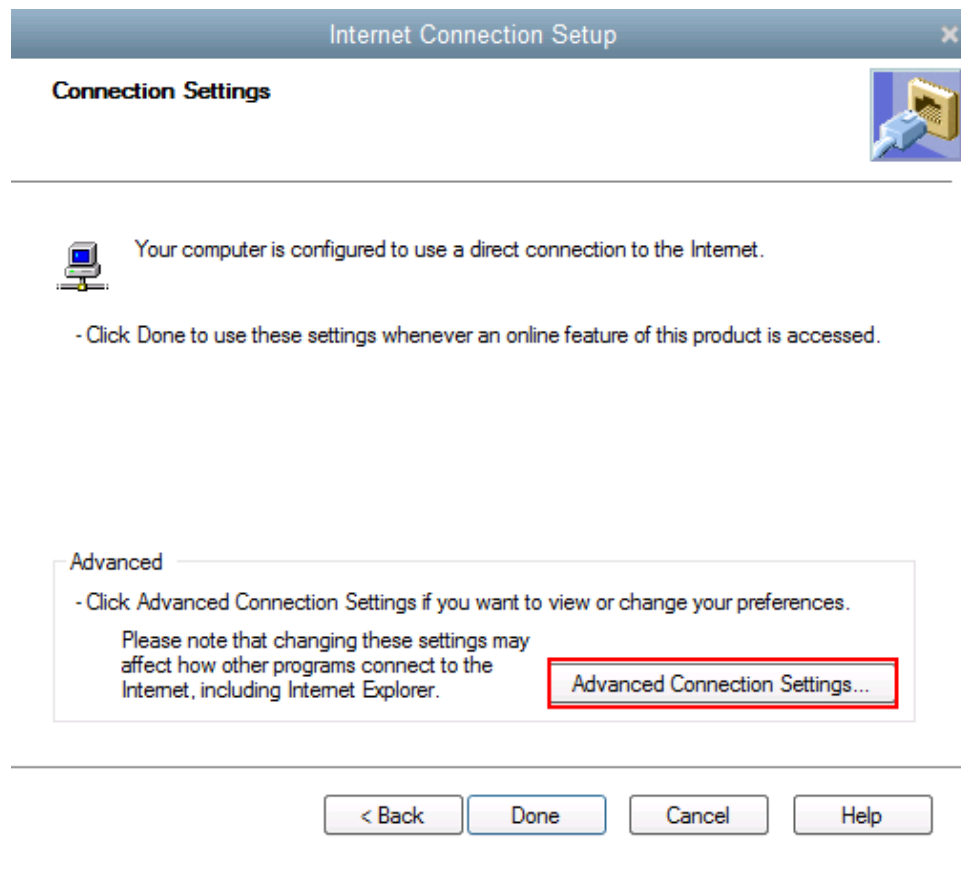 Internet Connection Setup
Connection Settings
Your computer is configured to use a direct connection to the Internet.
- Click Done to use these settings whenever an online feature of this product is accessed.
Advanced
- Click Advanced Connection Settings if you want to view or change your preferences.
Please note that changing these settings may
affect how other programs connect to the
Internet, including Internet Explorer.
Advanced Connection Settings...
< Back Done Cancel Help